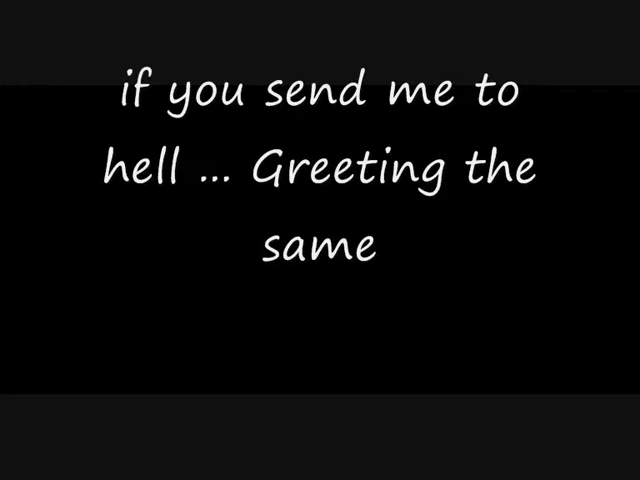 if you send me to
hell ... Greeting the
same